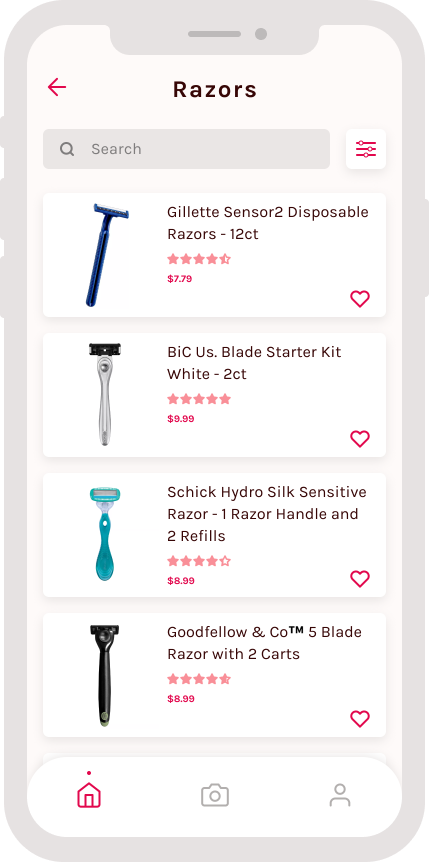 Razors
Search
Gillette Sensor2 Disposable
Razors - 12ct
$7.79
BiC Us. Blade Starter Kit
White - 2ct
$9.99
Schick Hydro Silk Sensitive
Razor - 1 Razor Handle and
2 Refills
$8.99
Goodfellow & Co™ 5 Blade
Razor with 2 Carts
$8.99